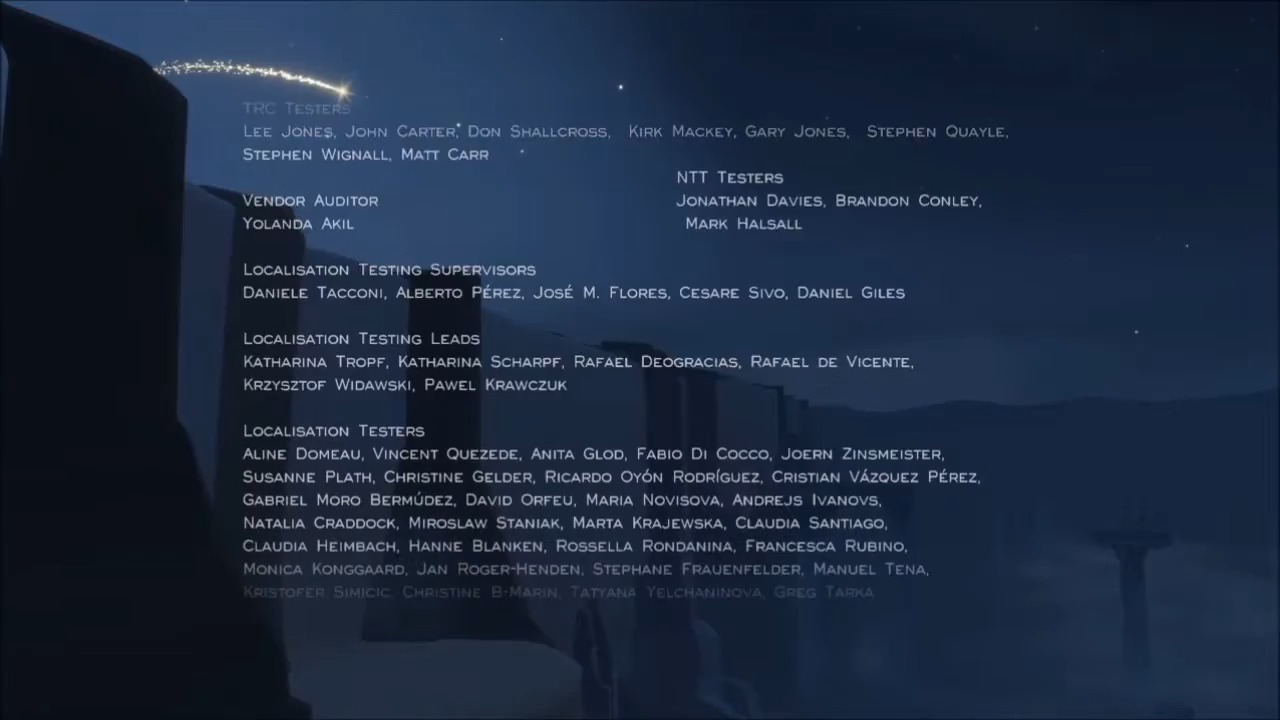 TRC Testers
Lee Jones, John Carter, Don Shallcross, Kirk Mackey, Gary Jones, Stephen Quayle,
Stephen Wignall, Matt Carr
NTT Testers
Jonathan Davies, Brandon Conley,
Mark Halsall
Vendor Auditor
Yolanda Akil
Localisation Testing Supervisors
Daniele Tacconi, Alberto Pérez, José M. Flores, Cesare Sivo, Daniel Giles
Localisation Testing Leads
Katharina Tropf, Katharina Scharpf, Rafael Deogracias, Rafael de Vicente,
Krzysztof Widawski, Pawel Krawczuk
Localisation Testers
Aline Domeau, Vincent Quezede, Anita Glod, Fabio Di Cocco, Joern Zinsmeister,
Susanne Plath, Christine Gelder, Ricardo Oyón Rodríguez, Cristian Vázquez Pérez,
Gabriel Moro Bermúdez, David Orfeu, Maria Novisova, Andrejs Ivanovs,
Natalia Craddock, Miroslaw Staniak, Marta Krajewska, Claudia Santiago,
Claudia Heimbach, Hanne Blanken, Rossella Rondanina, Francesca Rubino,
Monica Konggaard, Jan Roger-Henden, Stephane Frauenfelder, Manuel Tena,
Kristofer Simicic, Christine B-Marin, Tatyana Yelchaninova, Greg Tarka